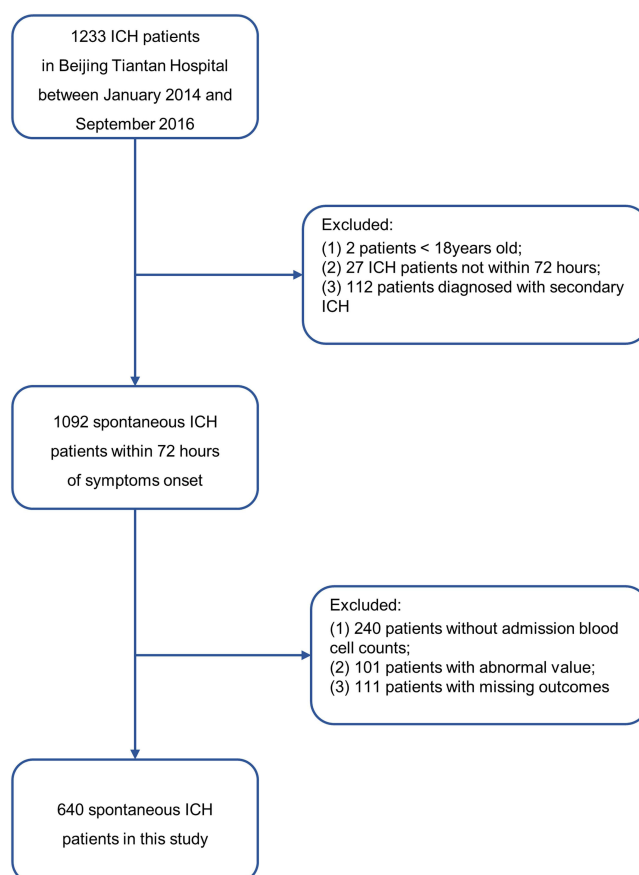 1233 ICH patients
in Beijing Tiantan Hospital
between January 2014 and
September 2016
Excluded:
(1) 2 patients < 18years old;
(2) 27 ICH patients not within 72 hours;
(3) 112 patients diagnosed with secondary
ICH
1092 spontaneous ICH
patients within 72 hours
of symptoms onset
Excluded:
(1) 240 patients without admission blood
cell counts;
(2) 101 patients with abnormal value;
(3) 111 patients with missing outcomes
640 spontaneous ICH
patients in this study